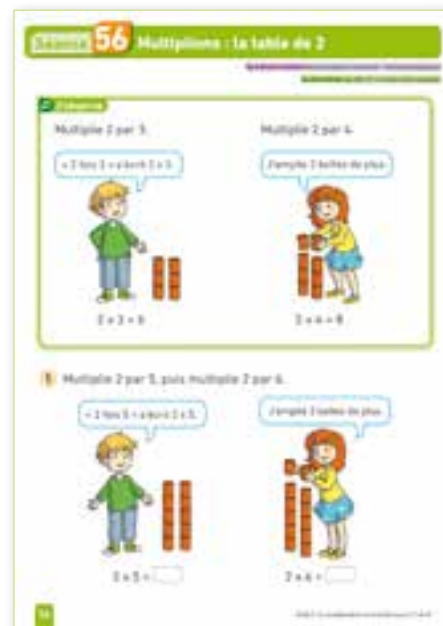 Séance 56 Multiplions : la table de 2
J'observe
Multiplie 2 par 3.
Multiplie 2 par 4.
« 2 fois 3 » s'écrit 2 x 3.
J'empile 2 boîtes de plus.
2 x 3 = 6
2 x 4 = 8
1 Multiplie 2 par 5, puis multiplie 2 par 6.
« 2 fois 5 » s'écrit 2 x 5.
J'empile 2 boîtes de plus.
2 x 5 =
2 x 6 =